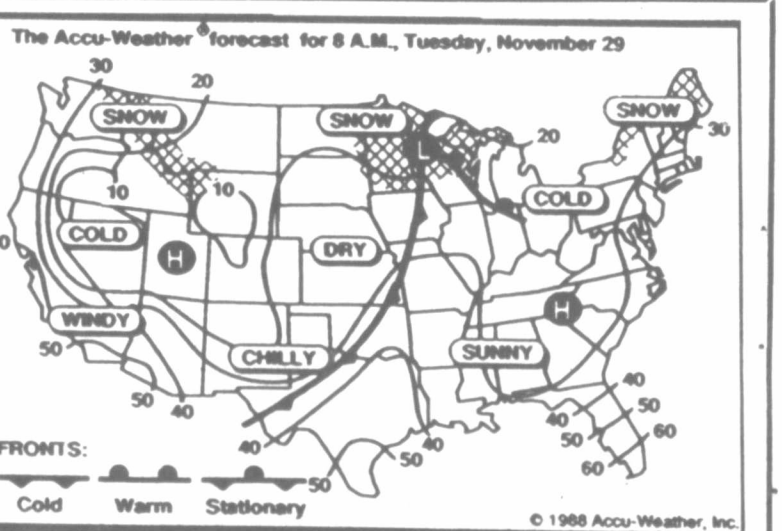 The Accu-Weather® forecast for 8 A.M., Tuesday, November 29
30
20
SNOW
SNOW
SNOW
30
L
20
10
10
COLD
COLD
H
DRY
0
H
WINDY
50
CHILLY
SUNNY
50
40
40
50
60
40
50
60
40
40
50
50
FRONTS:
Cold
Warm
Stationary
© 1988 Accu-Weather, Inc.